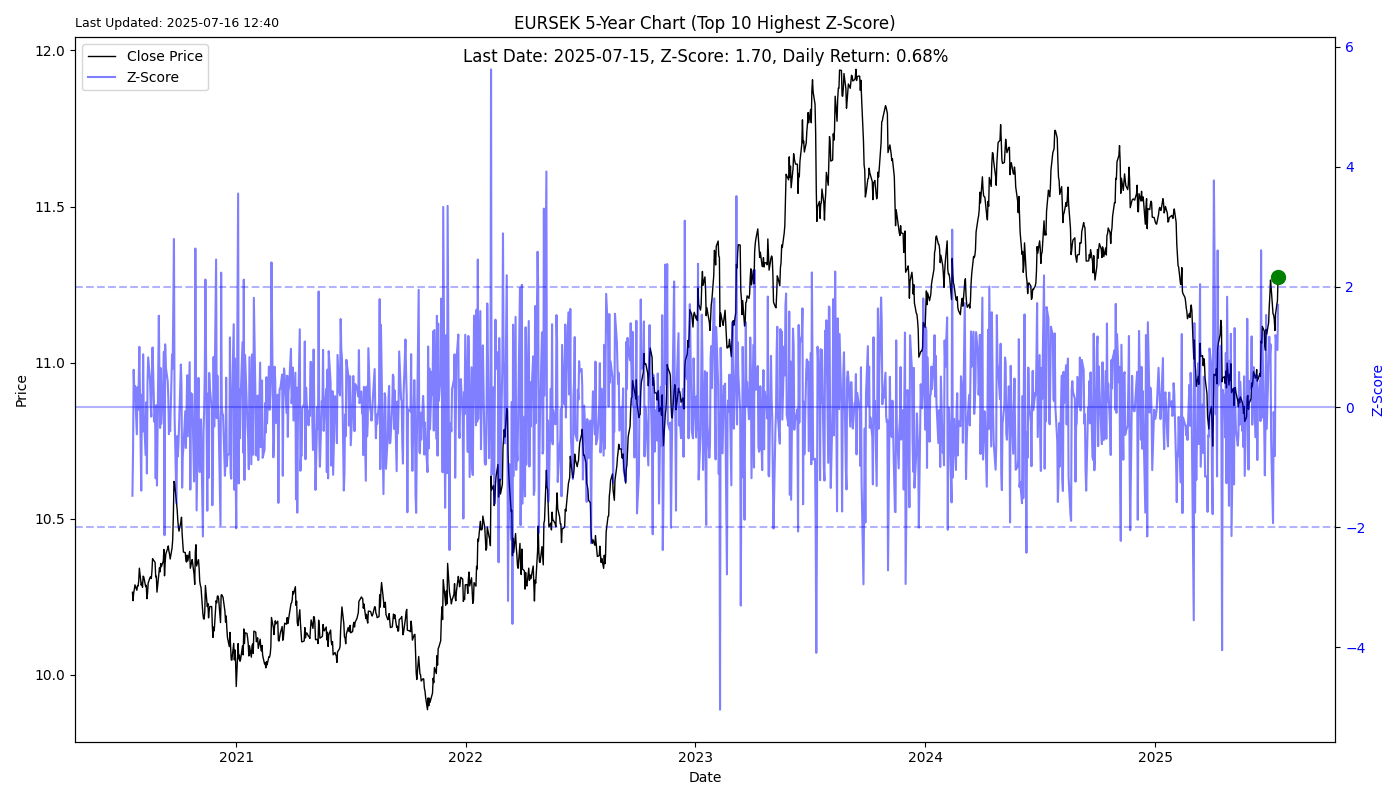 Last Updated: 2025-07-16 12:40
EURSEK 5-Year Chart (Top 10 Highest Z-Score)
Last Date: 2025-07-15, Z-Score: 1.70, Daily Return: 0.68%
Close Price
Z-Score
12.0
11.5
11.0
10.5
10.0
Price
6
4
2
0
−2
−4
Z-Score
2021
2022
2023
2024
2025
Date